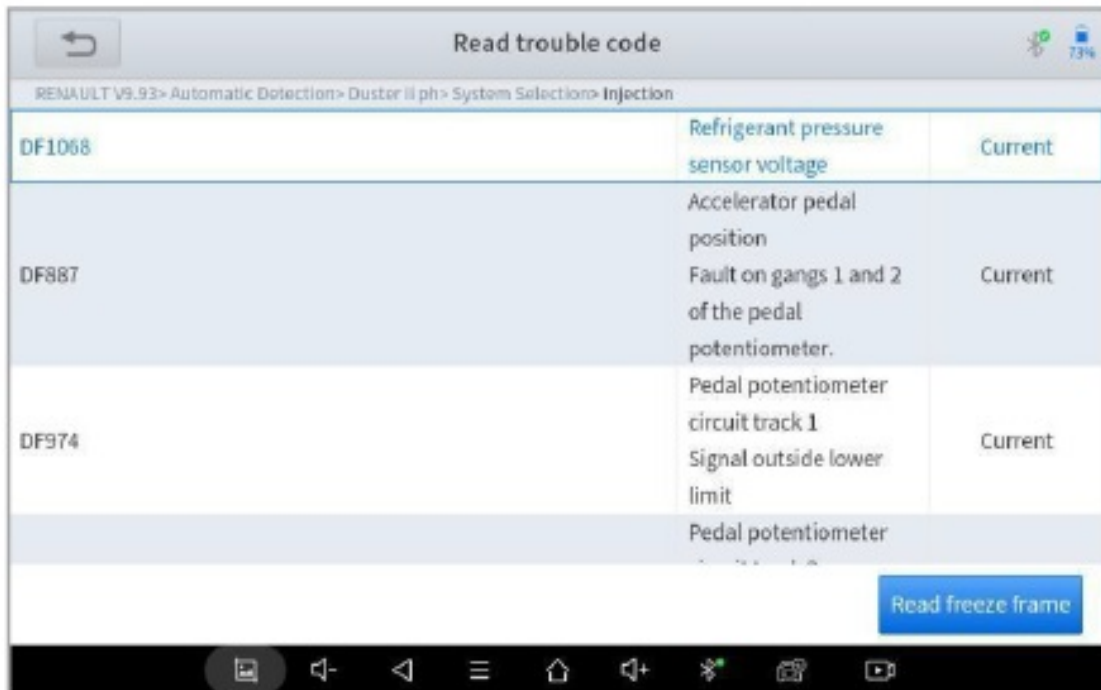 Read trouble code
73%
RENAULT V9.93> Automatic Detection> Duster II ph> System Selection> Injection
DF1068
Refrigerant pressure
sensor voltage
Current
DF887
Accelerator pedal
position
Fault on gangs 1 and 2
of the pedal
potentiometer.
Current
DF974
Pedal potentiometer
circuit track 1
Signal outside lower
limit
Current
Pedal potentiometer
Read freeze frame